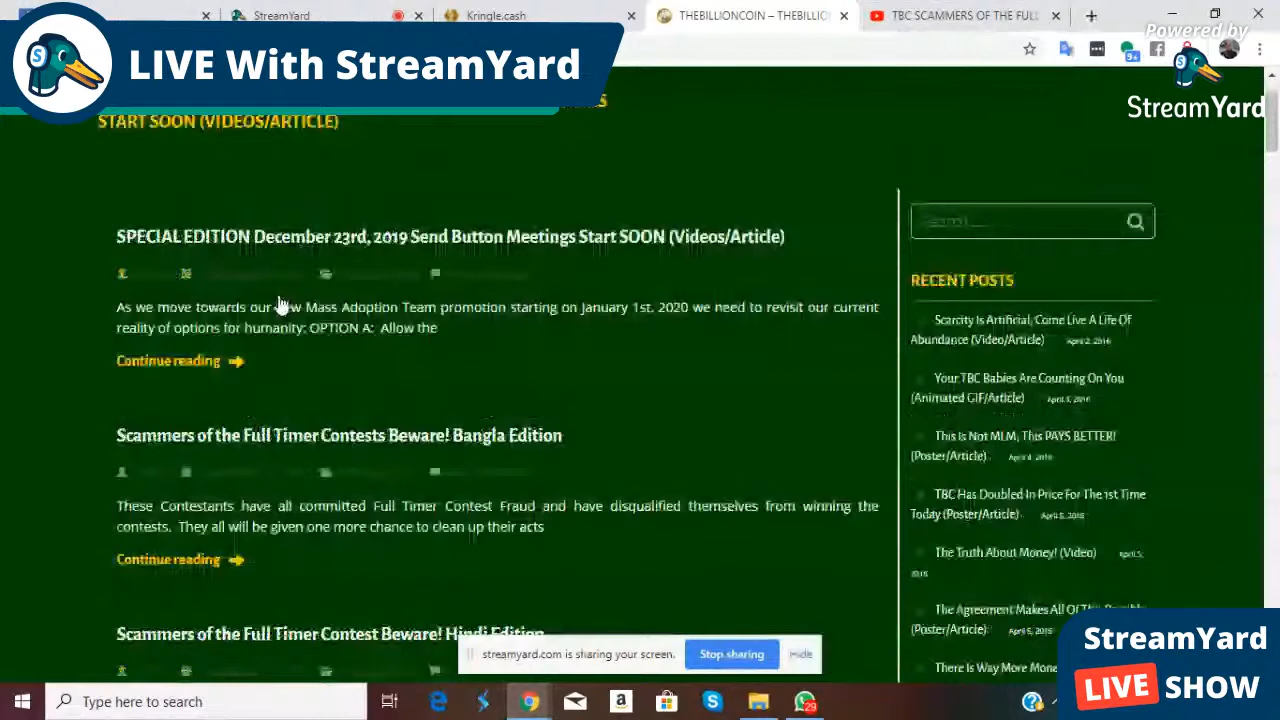 StreamYard
Kringle.cash
THEBILLIONCOIN – THEBILLION
TBC SCAMMERS OF THE FUL
LIVE With StreamYard
Powered by
StreamYard
START SOON (VIDEOS/ARTICLE)
SPECIAL EDITION December 23rd, 2019 Send Button Meetings Start SOON (Videos/Article)
As we move towards our Mass Adoption Team promotion starting on January 1st, 2020 we need to revisit our current
reality of options for humanity: OPTION A: Allow the
Continue reading
Scammers of the Full Timer Contests Beware! Bangla Edition
These Contestants have all committed Full Timer Contest Fraud and have disqualified themselves from winning the
contests. They all will be given one more chance to clean up their acts
Continue reading
Scammers of the Full Timer Contest Beware! Hindi Edition
Search
RECENT POSTS
Scarcity Is Artificial, Come Live A Life Of
Abundance (Video/Article)
Your TBC Babies Are Counting On You
(Animated GIF/Article)
This Is Not MLM, This PAYS BETTER!
(Poster/Article)
TBC Has Doubled In Price For The 1st Time
Today (Poster/Article)
The Truth About Money! (Video)
The Agreement Makes All Of
(Poster/Article)
There Is Way More
streamyard.com is sharing your screen.
Stop sharing
Hide
StreamYard
LIVE SHOW
Type here to search
29